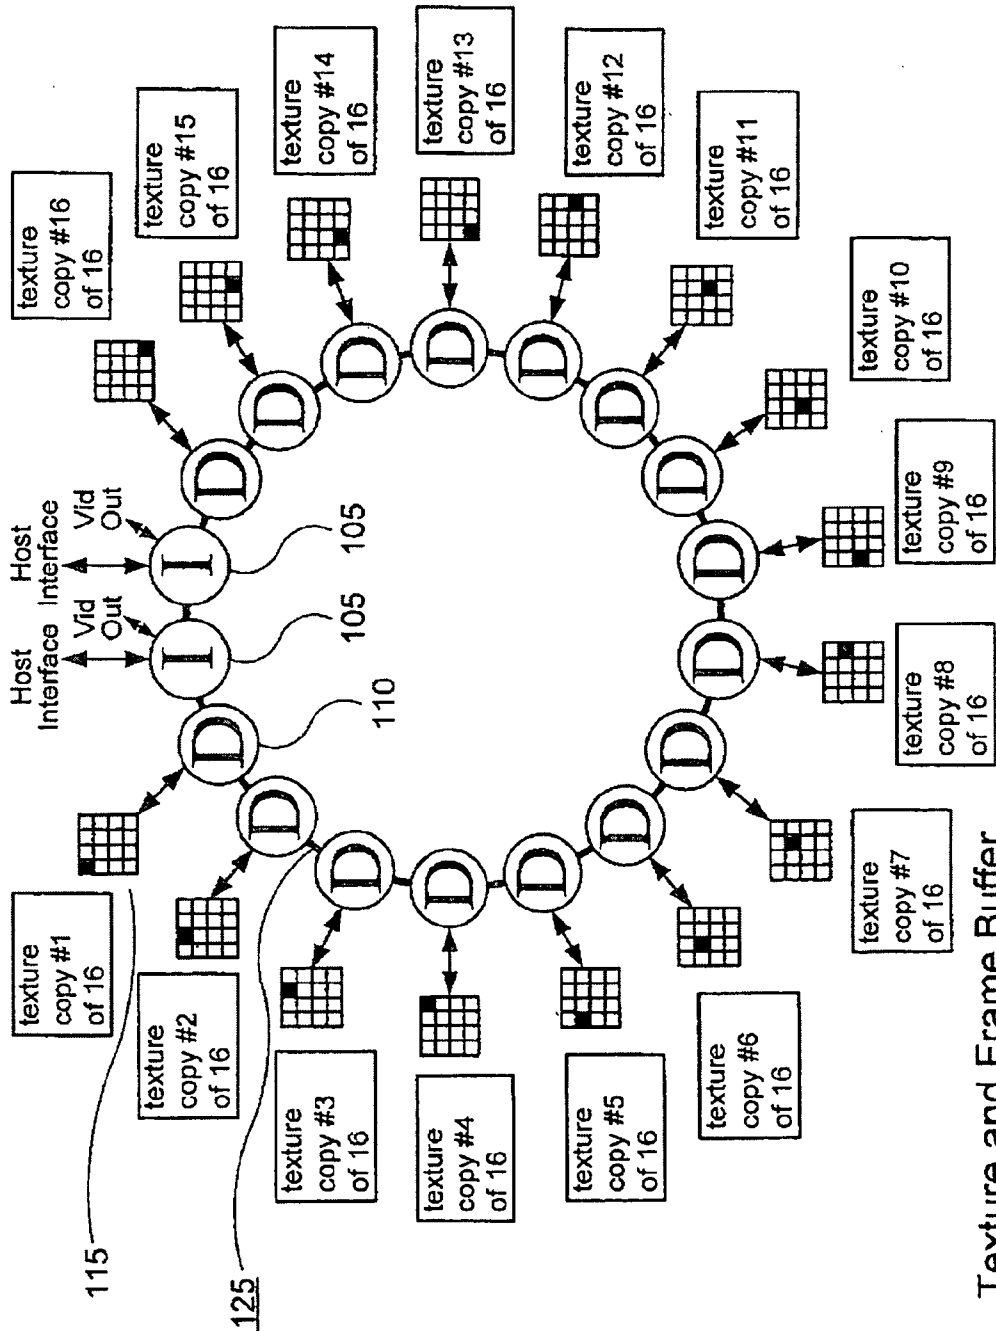 texture
copy #1
of 16
Host
Interface
Host
Interface
texture
copy #16
of 16
Vid
Out
Vid
Out
115
texture
copy #2
of 16
texture
copy #15
of 16
D
I
I
D
125
D
D
texture
copy #3
of 16
105
105
texture
copy #14
of 16
D
110
D
texture
copy #4
of 16
D
D
texture
copy #13
of 16
texture
copy #5
of 16
D
D
texture
copy #12
of 16
D
D
texture
copy #6
of 16
D
D
texture
copy #11
of 16
D
D
texture
copy #7
of 16
texture
copy #8
of 16
texture
copy #9
of 16
texture
copy #10
of 16
Texture and Frame Buffer